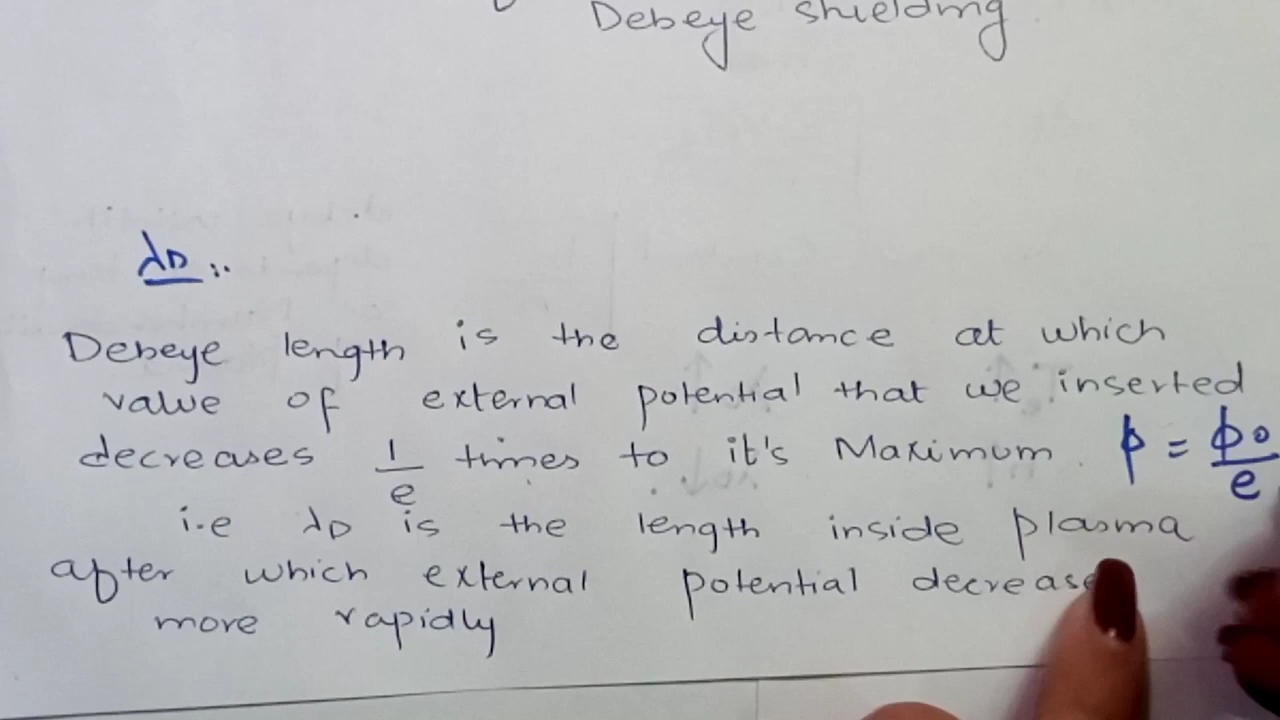 Debeye shielding
λD :.
Debeye length is the distance at which
value of external potential that we inserted
decreases 1/e times to it's Maximum. ϕ = ϕ0/e
i.e λD is the length inside plasma
after which external potential decrease
more rapidly